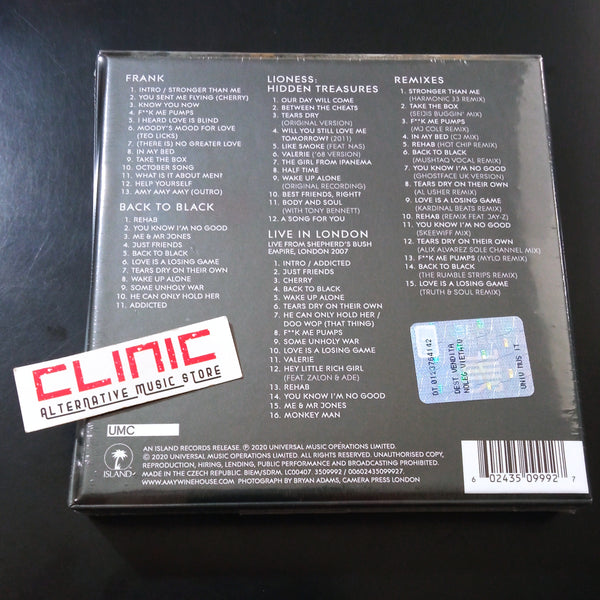 FRANK
1. INTRO / STRONGER THAN ME
2. YOU SENT ME FLYING (CHERRY)
3. KNOW YOU NOW
4. F**K ME PUMPS
5. I HEARD LOVE IS BLIND
6. MOODY'S MOOD FOR LOVE
(TEO LICKS)
7. (THERE IS) NO GREATER LOVE
8. IN MY BED
9. TAKE THE BOX
10. OCTOBER SONG
11. WHAT IS IT ABOUT MEN?
12. HELP YOURSELF
13. AMY AMY AMY (OUTRO)
BACK TO BLACK
1. REHAB
2. YOU KNOW I'M NO GOOD
3. ME & MR JONES
4. JUST FRIENDS
5. BACK TO BLACK
6. LOVE IS A LOSING GAME
7. TEARS DRY ON THEIR OWN
8. WAKE UP ALONE
9. SOME UNHOLY WAR
10. HE CAN ONLY HOLD HER
11. ADDICTED
LIONESS:
HIDDEN TREASURES
1. OUR DAY WILL COME
2. BETWEEN THE CHEATS
3. TEARS DRY
(ORIGINAL VERSION)
4. WILL YOU STILL LOVE ME
TOMORROW? (2011)
5. LIKE SMOKE (FEAT NAS)
6. VALERIE ('68 VERSION)
7. THE GIRL FROM IPANEMA
8. HALF TIME
9. WAKE UP ALONE
(ORIGINAL RECORDING)
10. BEST FRIENDS, RIGHT?
11. BODY AND SOUL
(WITH TONY BENNETT)
12. A SONG FOR YOU
LIVE IN LONDON
LIVE FROM SHEPHERD'S BUSH
EMPIRE, LONDON 2007
1. INTRO / ADDICTED
2. JUST FRIENDS
3. CHERRY
4. BACK TO BLACK
5. WAKE UP ALONE
6. TEARS DRY ON THEIR OWN
7. HE CAN ONLY HOLD HER /
DOO WOP (THAT THING)
8. F**K ME PUMPS
9. SOME UNHOLY WAR
10. LOVE IS A LOSING GAME
11. VALERIE
12. HEY LITTLE RICH GIRL
(FEAT. ZALON & ADE)
13. REHAB
14. YOU KNOW I'M NO GOOD
15. ME & MR JONES
16. MONKEY MAN
REMIXES
1. STRONGER THAN ME
(HARMONIC 33 REMIX)
2. TAKE THE BOX
(SEIJIS BUGGIN' MIX)
3. F**K ME PUMPS
(MJ COLE REMIX)
4. IN MY BED (CJ MIX)
5. REHAB (HOT CHIP REMIX)
6. BACK TO BLACK
(MUSHTAQ VOCAL REMIX)
7. YOU KNOW I'M NO GOOD
(GHOSTFACE UK VERSION)
8. TEARS DRY ON THEIR OWN
(AL USHER REMIX)
9. LOVE IS A LOSING GAME
(KARDINAL BEATS REMIX)
10. REHAB (REMIX FEAT. JAY-Z)
11. YOU KNOW I'M NO GOOD
(SKEEWIFF MIX)
12. TEARS DRY ON THEIR OWN
(ALIX ALVAREZ SOLE CHANNEL MIX)
13. F**K ME PUMPS (MYLO REMIX)
14. BACK TO BLACK
(THE RUMBLE STRIPS REMIX)
15. LOVE IS A LOSING GAME
(TRUTH & SOUL REMIX)
CLINIC
ALTERNATIVE MUSIC STORE
DEST. VENDITA
NOLEG VIETATO
UNIV MUS IT
UMC
ISLAND
AN ISLAND RECORDS RELEASE. ℗ 2020 UNIVERSAL MUSIC OPERATIONS LIMITED.
© 2020 UNIVERSAL MUSIC OPERATIONS LIMITED. ALL RIGHTS RESERVED. UNAUTHORISED COPY,
REPRODUCTION, HIRING, LENDING, PUBLIC PERFORMANCE AND BROADCASTING PROHIBITED.
MADE IN THE CZECH REPUBLIC. BIEM/SDRM. LC00407. 3509992 / 00602435099927.
WWW.AMYWINEHOUSE.COM PHOTOGRAPH BY BRYAN ADAMS, CAMERA PRESS LONDON
6 02435 09992 7